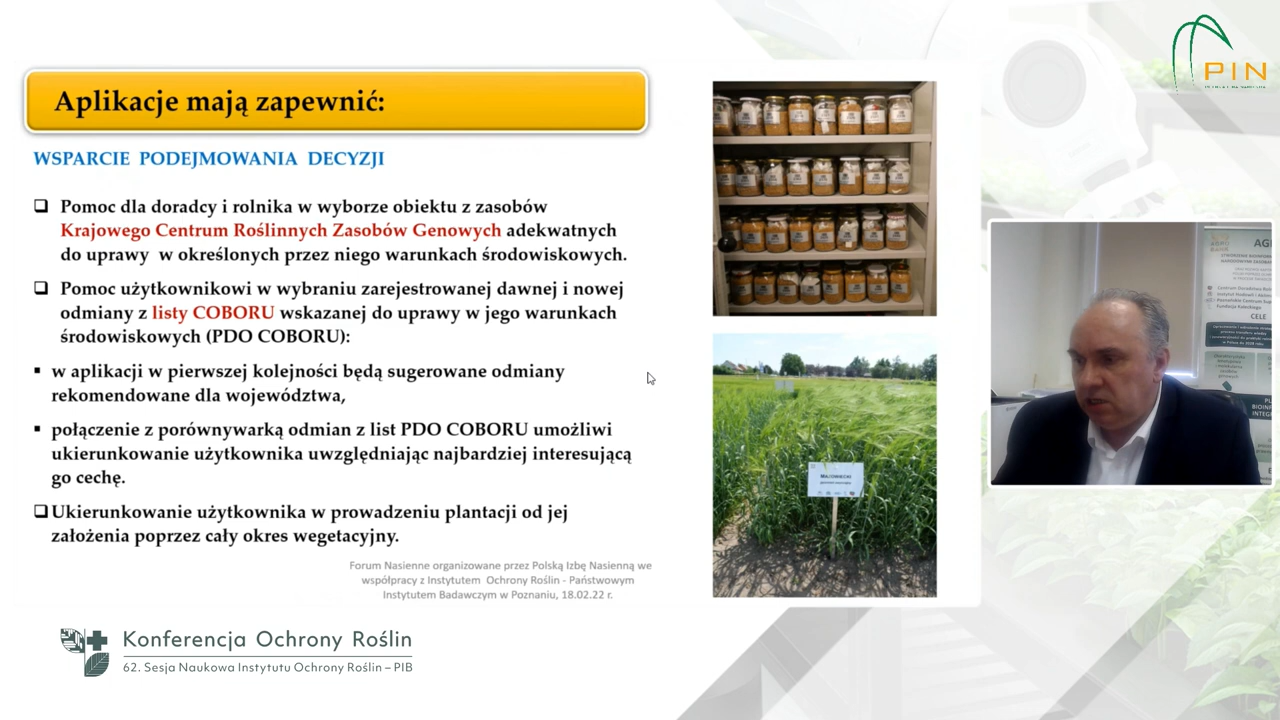 Aplikacje mają zapewnić:
WSPARCIE PODEJMOWANIA DECYZJI
Pomoc dla doradcy i rolnika w wyborze obiektu z zasobów
Krajowego Centrum Roślinnych Zasobów Genowych adekwatnych
do uprawy w określonych przez niego warunkach środowiskowych.
Pomoc użytkownikowi w wybraniu zarejestrowanej dawnej i nowej
odmiany z listy COBORU wskazanej do uprawy w jego warunkach
środowiskowych (PDO COBORU):
w aplikacji w pierwszej kolejności będą sugerowane odmiany
rekomendowane dla województwa,
połączenie z porównywarką odmian z list PDO COBORU umożliwi
ukierunkowanie użytkownika uwzględniając najbardziej interesującą
go cechę.
Ukierunkowanie użytkownika w prowadzeniu plantacji od jej
założenia poprzez cały okres wegetacyjny.
Forum Nasienne organizowane przez Polską Izbę Nasienną we
współpracy z Instytutem Ochrony Roślin - Państwowym
Instytutem Badawczym w Poznaniu, 18.02.22 r.
Konferencja Ochrony Roślin
62. Sesja Naukowa Instytutu Ochrony Roślin – PIB
PIN
CELE